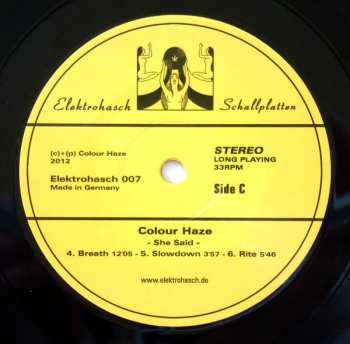 Elektrohasch Schallplatten
(c)+(p) Colour Haze
2012
STEREO
LONG PLAYING
33RPM
Elektrohasch 007
Made in Germany
Side C
Colour Haze
- She Said -
4. Breath 12'05 - 5. Slowdown 3'57 - 6. Rite 5'46
www.elektrohasch.de